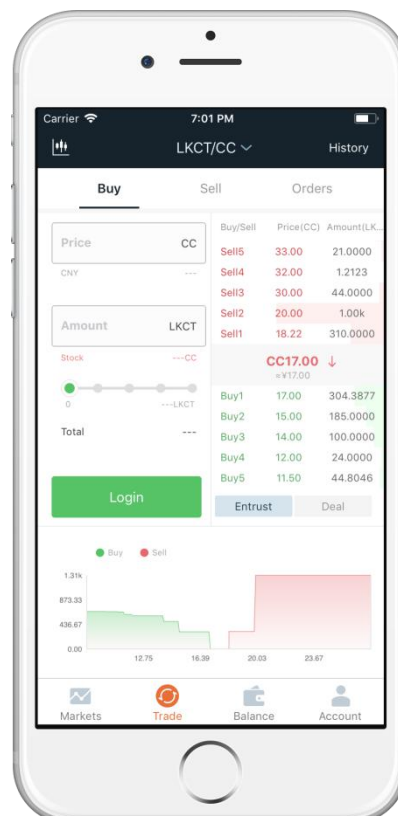 Carrier 7:01 PM
LKCT/CC History
Buy Sell Orders
Price CC
CNY ---
Amount LKCT
Stock ---CC
0 ---LKCT
Total ---
Login
Buy/Sell Price(CC) Amount(LK...
Sell5 33.00 21.0000
Sell4 32.00 1.2123
Sell3 30.00 44.0000
Sell2 20.00 1.00k
Sell1 18.22 310.0000
CC17.00 ↓
≈¥17.00
Buy1 17.00 304.3877
Buy2 15.00 185.0000
Buy3 14.00 100.0000
Buy4 12.00 24.0000
Buy5 11.50 44.8046
Entrust Deal
Buy Sell
1.31k
873.33
436.67
0.00
12.75 16.39 20.03 23.67
Markets Trade Balance Account